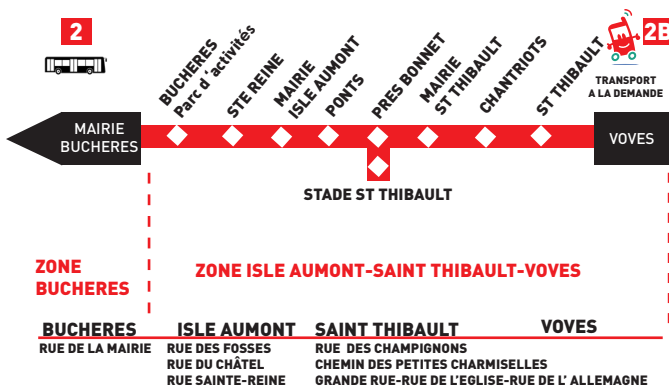 2
2B
TRANSPORT
A LA DEMANDE
BUCHERES
Parc d'activités
STE REINE
MAIRIE
ISLE AUMONT
PONTS
PRES BONNET
MAIRIE
ST THIBAULT
CHANTRIOTS
ST THIBAULT
MAIRIE
BUCHERES
VOVES
STADE ST THIBAULT
ZONE
BUCHERES
ZONE ISLE AUMONT-SAINT THIBAULT-VOVES
BUCHERES ISLE AUMONT SAINT THIBAULT VOVES
RUE DE LA MAIRIE RUE DES FOSSES RUE DES CHAMPIGNONS
RUE DU CHÂTEL CHEMIN DES PETITES CHARMISELLES
RUE SAINTE-REINE GRANDE RUE-RUE DE L'EGLISE-RUE DE L' ALLEMAGNE